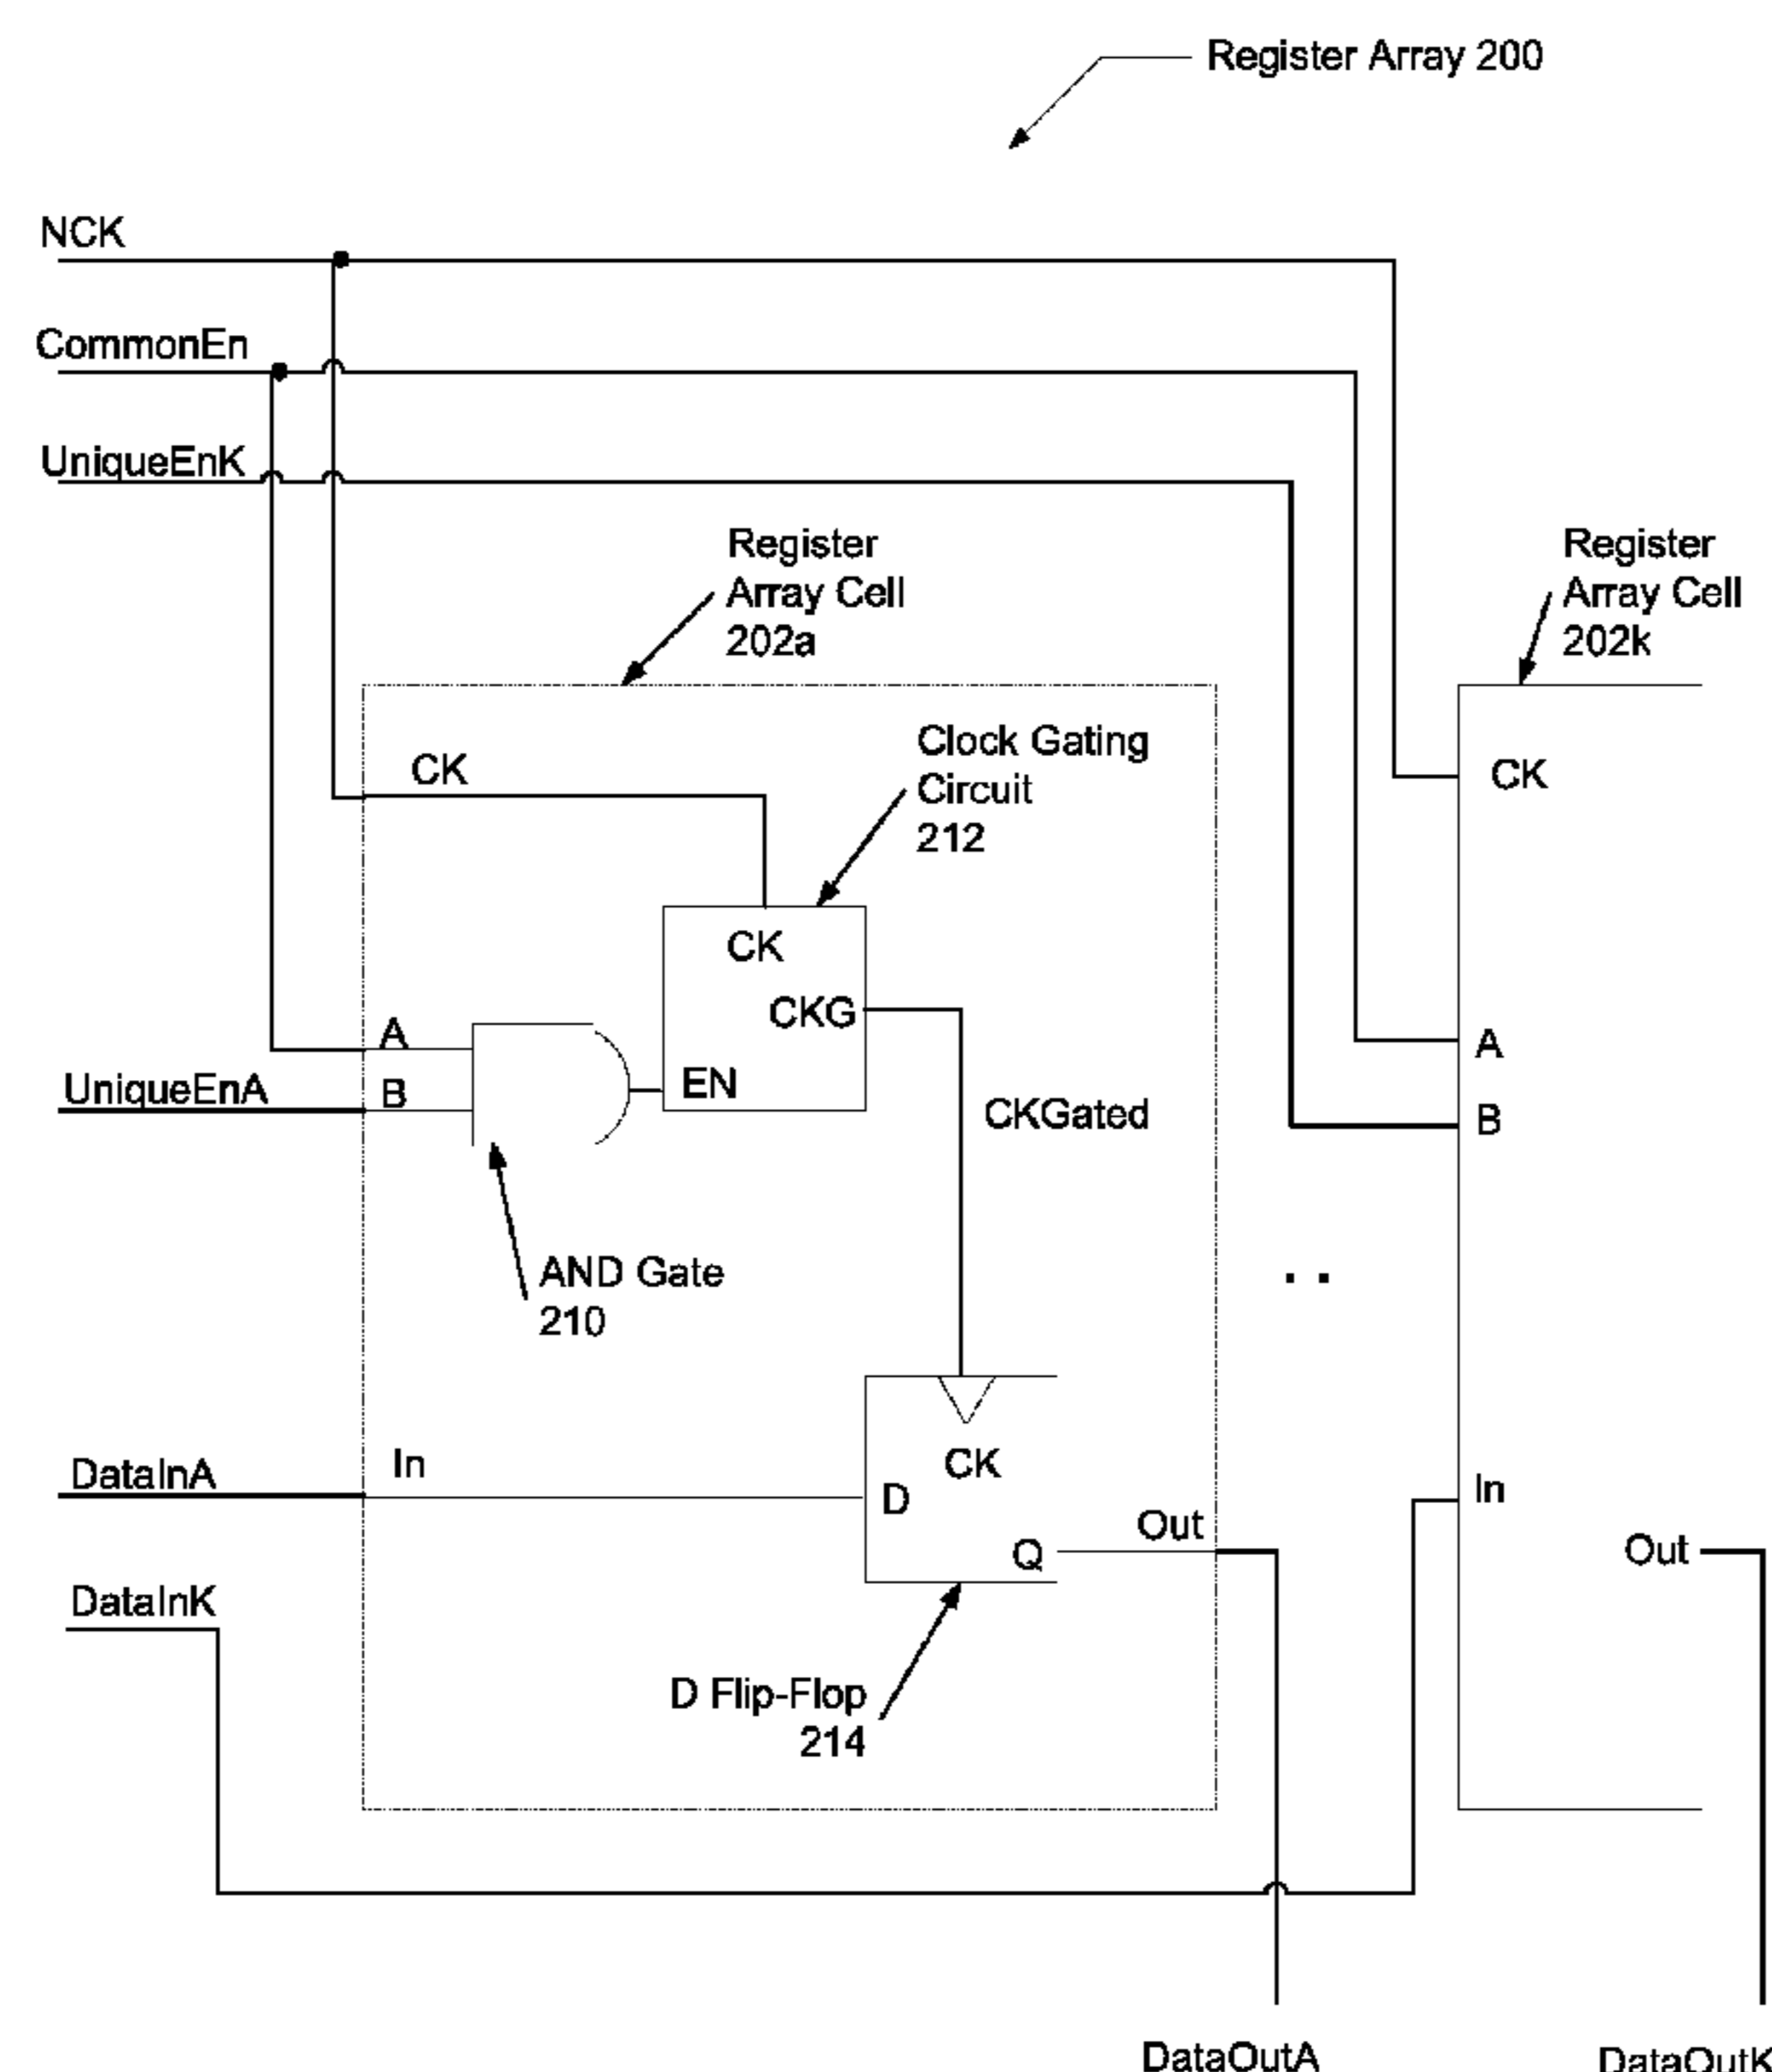 Register Array 200
NCK
CommonEn
UniqueEnK
Register
Array Cell
202a
Register
Array Cell
202k
CK
Clock Gating
Circuit
212
CK
CK
CKG
EN
A
B
UniqueEnA
CKGated
A
B
AND Gate
210
DataInA
In
CK
D
Q
Out
In
Out
DataInK
D Flip-Flop
214
DataOutA
DataOutK